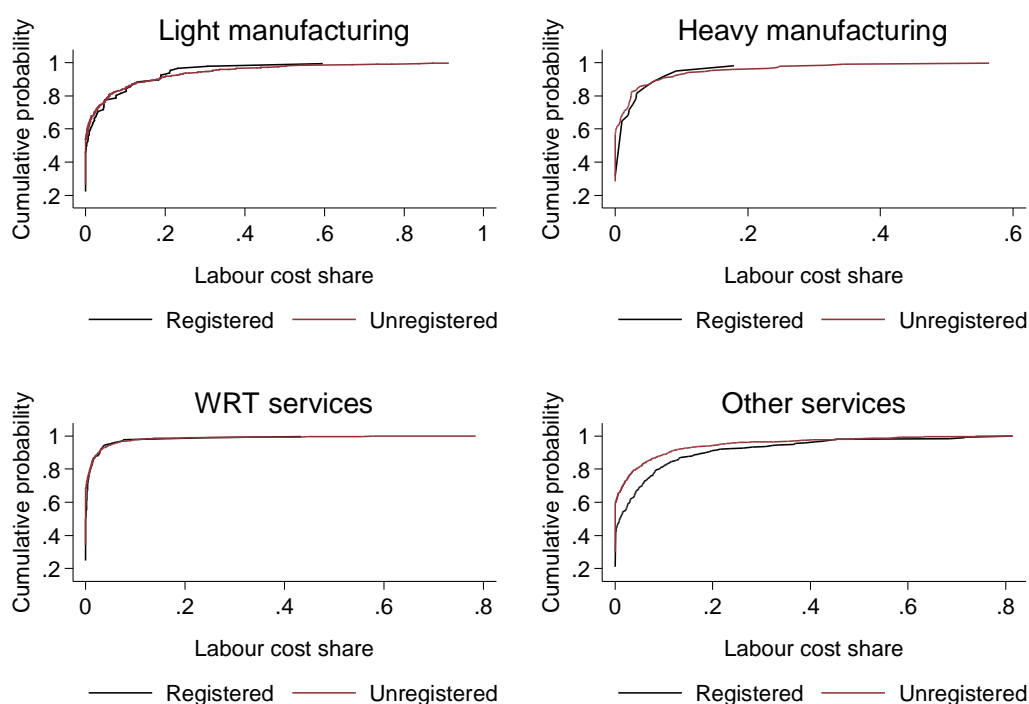 Light manufacturing
Cumulative probability
1
.8
.6
.4
.2
0 .2 .4 .6 .8 1
Labour cost share
Registered Unregistered
Heavy manufacturing
Cumulative probability
1
.8
.6
.4
.2
0 .2 .4 .6
Labour cost share
Registered Unregistered
WRT services
Cumulative probability
1
.8
.6
.4
.2
0 .2 .4 .6 .8
Labour cost share
Registered Unregistered
Other services
Cumulative probability
1
.8
.6
.4
.2
0 .2 .4 .6 .8
Labour cost share
Registered Unregistered